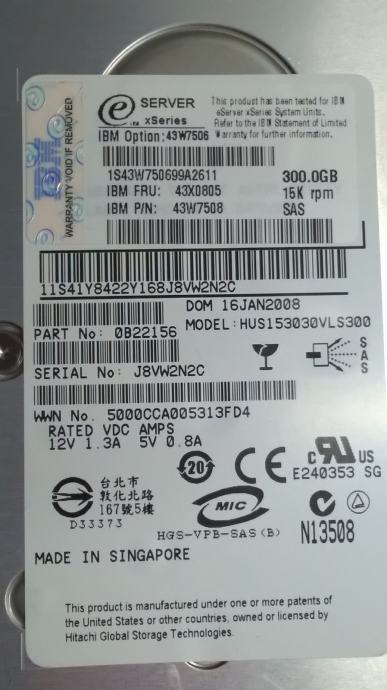 WARRANTY VOID IF REMOVED
IBM
e SERVER
IBM xSeries
This product has been tested for IBM
eServer xSeries System Units.
Refer to the IBM Statement of Limited
Warranty for further information.
IBM Option: 43W7506
1S43W750699A2611
IBM FRU: 43X0805
IBM P/N: 43W7508
300.0GB
15K rpm
SAS
11S41Y8422Y168J8VW2N2C
DOM 16JAN2008
PART No: 0B22156
MODEL: HUS153030VLS300
SERIAL No: J8VW2N2C
SAS
WWN No. 5000CCA005313FD4
RATED VDC AMPS
12V 1.3A 5V 0.8A
20
CE
c RU US
E240353 SG
台北市
敦化北路
167號5樓
D33373
MIC
HGS-VPB-SAS(B)
N13508
MADE IN SINGAPORE
This product is manufactured under one or more patents of
the United States or other countries, owned or licensed by
Hitachi Global Storage Technologies.